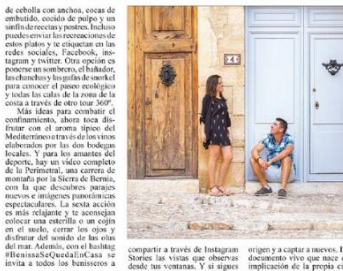 de cebolla con anchoa, cocas de
embutido, cocido de pulpo y un
sinfín de recetas y postres. Incluso
puedes enviar las recreaciones de
estos platos y te etiquetan en las
redes sociales, Facebook, ins-
tagram y twitter. Otra opción es
ponerse un sombrero, el bañador,
las chanclas y las gafas de snorkel
para conocer el paseo ecológico
y todas las calas de la zona de la
costa a través de otro tour 360º.
Más ideas para combatir el
confinamiento, ahora toca dis-
frutar con el aroma típico del
Mediterráneo a través de los vinos
elaborados por las dos bodegas
locales. Y para los amantes del
deporte, hay un vídeo completo
de la Perimetral, una carrera de
montaña por la Sierra de Bernia,
con la que descubres parajes
nuevos e imágenes panorámicas
espectaculares. La sexta acción
es más relajante y te aconsejan
colocar una esterilla o un cojín
en el suelo, cerrar los ojos y
disfrutar del sonido de las olas
del mar. Además, con el hashtag
#BenissaSeQuedaEnCasa se
invita a todos los benisseros a
compartir a través de Instagram
Stories las vistas que observas
desde tus ventanas. Y si sigues
origen y a captar a nuevos.
documento vivo que nace
implicación de la propia